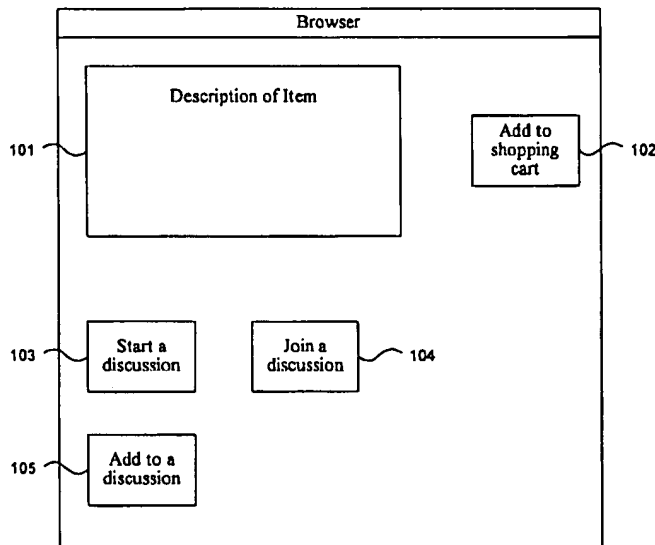 Browser
Description of Item
101
Add to
shopping
cart
102
103
Start a
discussion
Join a
discussion
104
105
Add to a
discussion